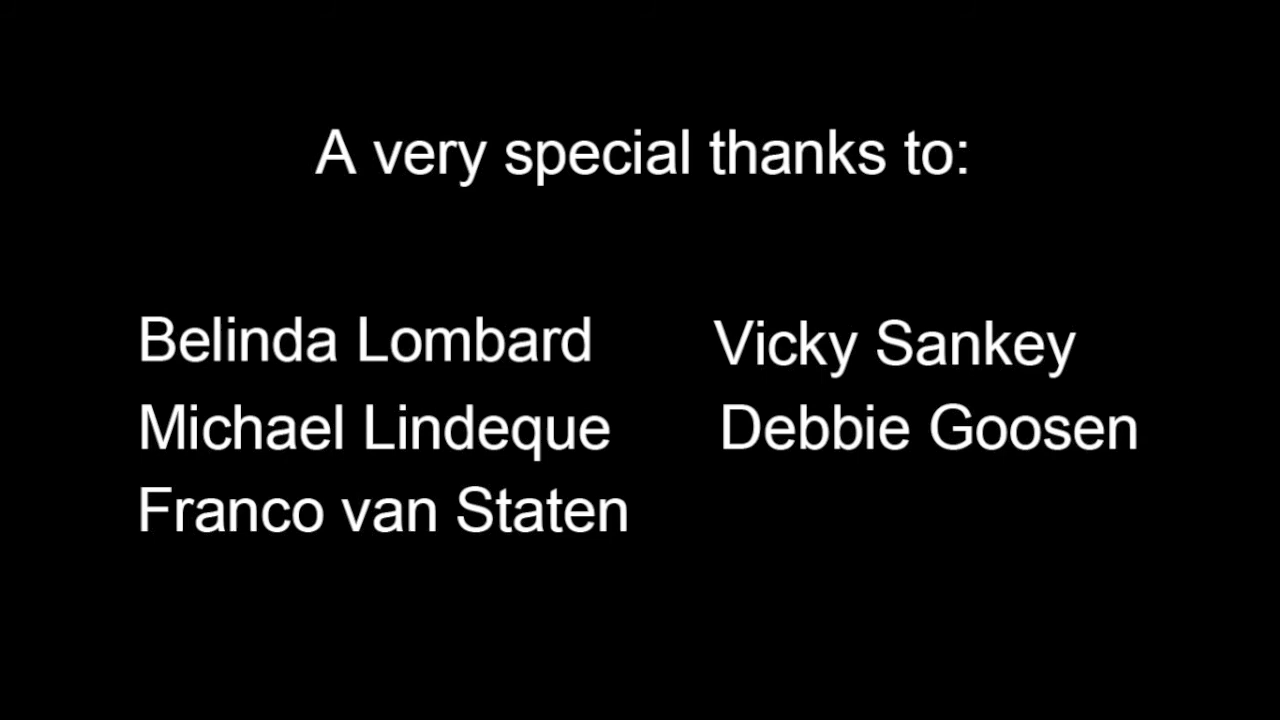 A very special thanks to:
Belinda Lombard
Michael Lindeque
Franco van Staten
Vicky Sankey
Debbie Goosen